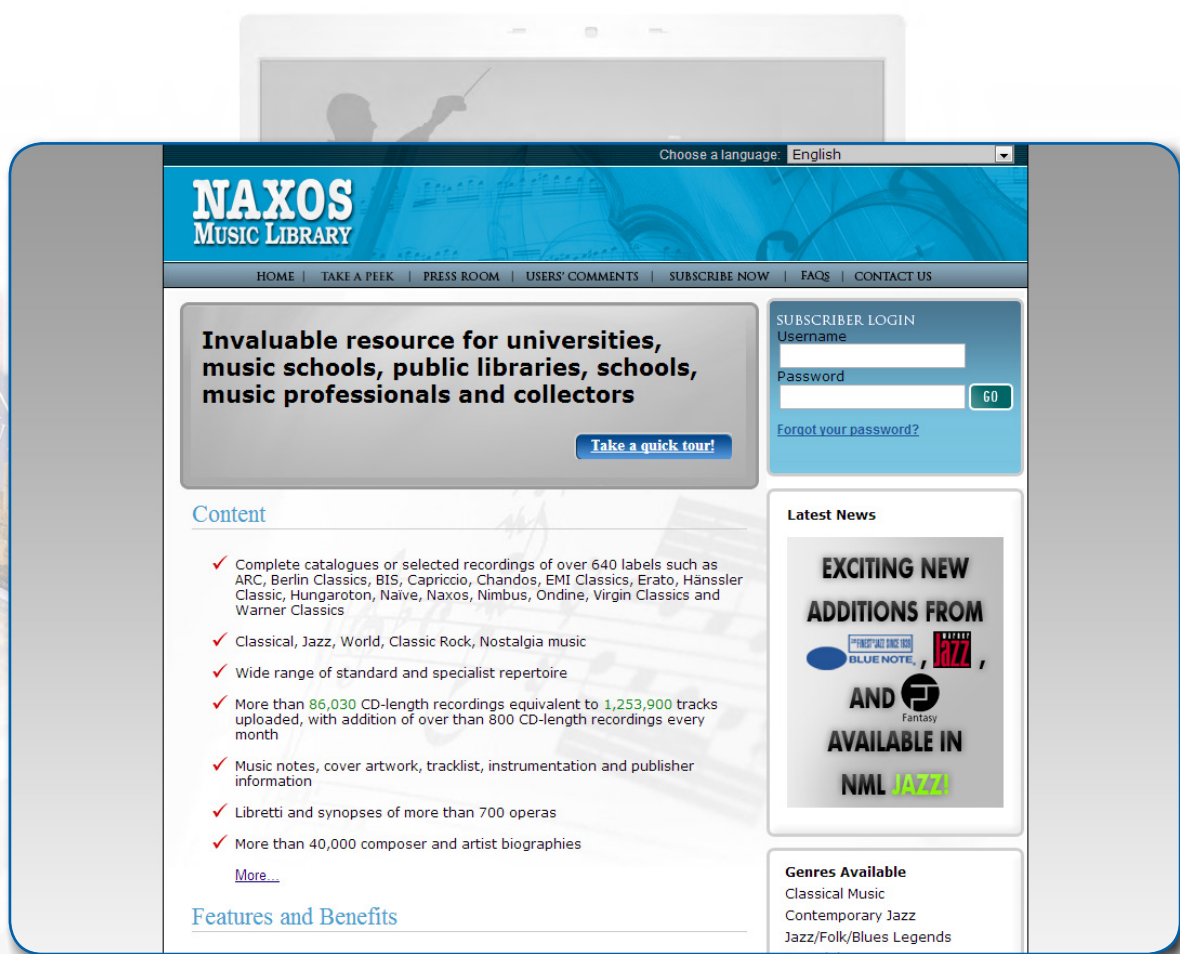 Choose a language: English
NAXOS
MUSIC LIBRARY
HOME | TAKE A PEEK | PRESS ROOM | USERS' COMMENTS | SUBSCRIBE NOW | FAQS | CONTACT US
Invaluable resource for universities,
music schools, public libraries, schools,
music professionals and collectors
Take a quick tour!
SUBSCRIBER LOGIN
Username
Password
GO
Forgot your password?
Content
Complete catalogues or selected recordings of over 640 labels such as
ARC, Berlin Classics, BIS, Capriccio, Chandos, EMI Classics, Erato, Hänssler
Classic, Hungaroton, Naïve, Naxos, Nimbus, Ondine, Virgin Classics and
Warner Classics
Classical, Jazz, World, Classic Rock, Nostalgia music
Wide range of standard and specialist repertoire
More than 86,030 CD-length recordings equivalent to 1,253,900 tracks
uploaded, with addition of over than 800 CD-length recordings every
month
Music notes, cover artwork, tracklist, instrumentation and publisher
information
Libretti and synopses of more than 700 operas
More than 40,000 composer and artist biographies
More...
Features and Benefits
Latest News
EXCITING NEW
ADDITIONS FROM
THE FINEST IN JAZZ SINCE 1939
BLUE NOTE, WARNER JAZZ,
AND
Fantasy
AVAILABLE IN
NML JAZZ!
Genres Available
Classical Music
Contemporary Jazz
Jazz/Folk/Blues Legends